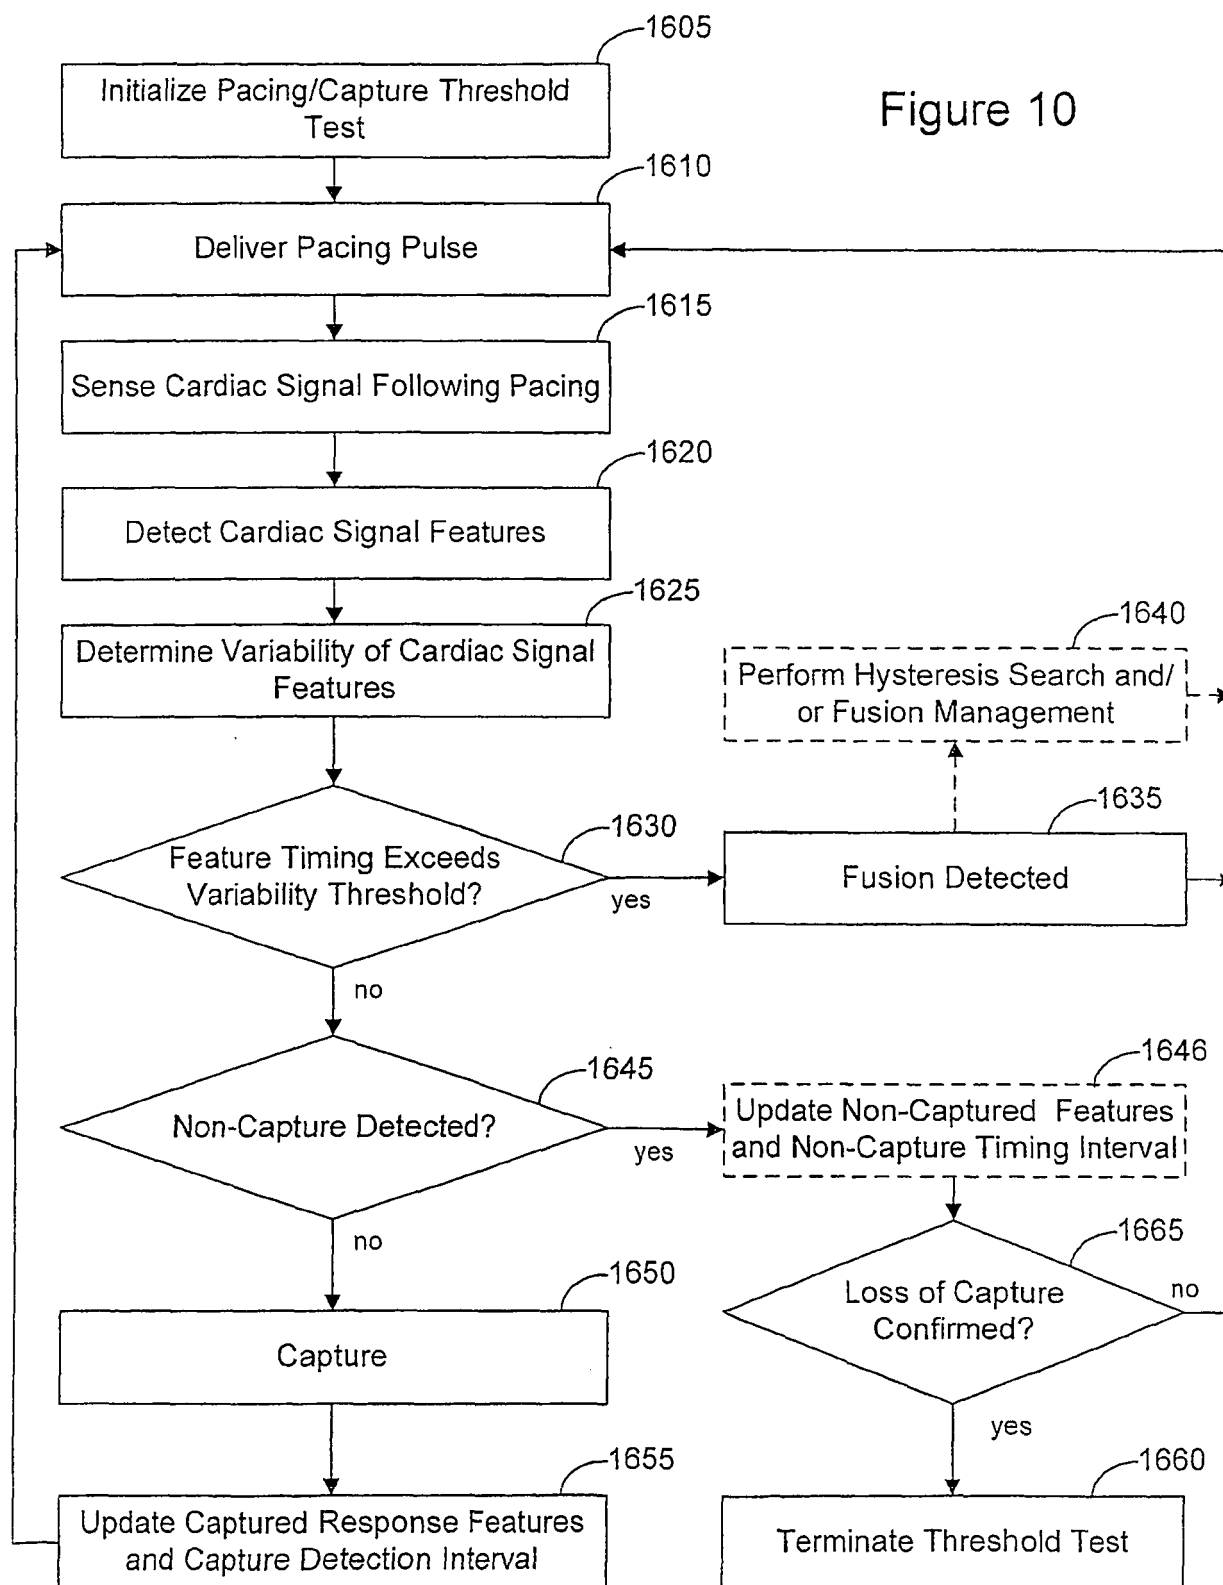 1605
Initialize Pacing/Capture Threshold
Test
Figure 10
1610
Deliver Pacing Pulse
1615
Sense Cardiac Signal Following Pacing
1620
Detect Cardiac Signal Features
1625
Determine Variability of Cardiac Signal
Features
1640
Perform Hysteresis Search and/
or Fusion Management
1630
Feature Timing Exceeds
Variability Threshold?
yes
1635
Fusion Detected
no
1645
Non-Capture Detected?
yes
1646
Update Non-Captured Features
and Non-Capture Timing Interval
no
1665
Loss of Capture
Confirmed?
no
yes
1650
Capture
1655
Update Captured Response Features
and Capture Detection Interval
1660
Terminate Threshold Test